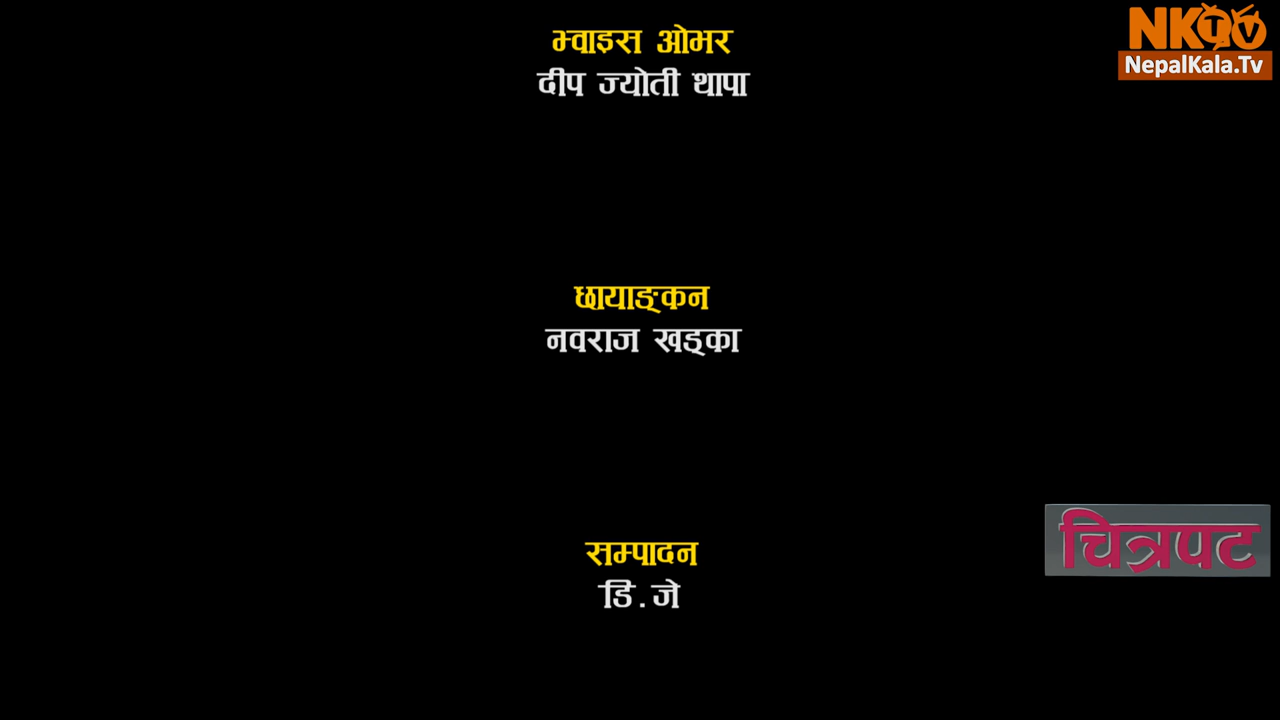 भ्वाइस ओभर
दीप ज्योती थापा
छायाङ्कन
नवराज खड्का
सम्पादन
डि.जे
NKTV
NepalKala.Tv
चित्रपट